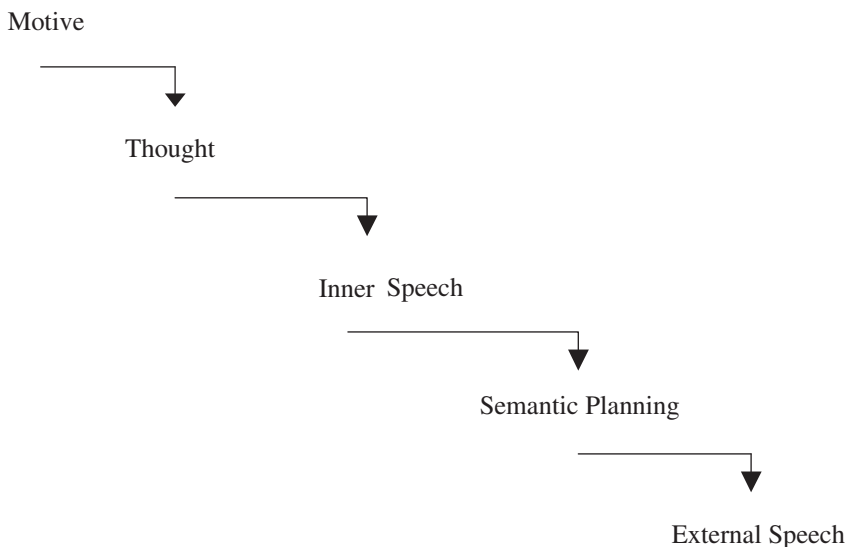 Motive
Thought
Inner Speech
Semantic Planning
External Speech